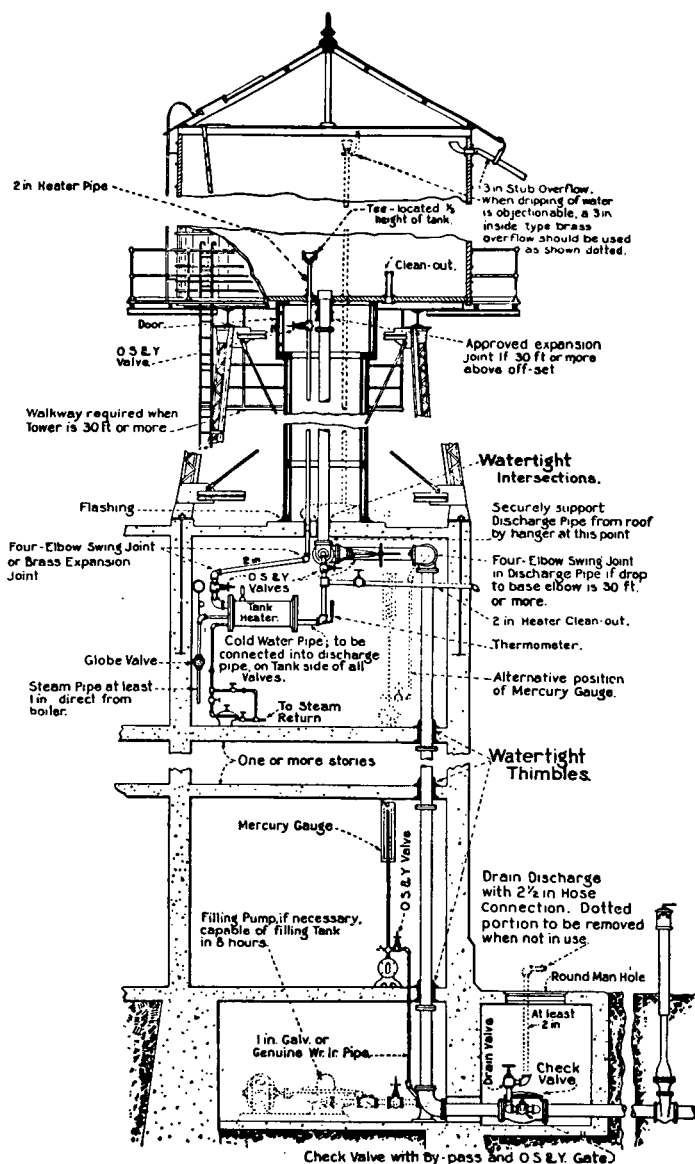 2 in Heater Pipe
Tee-located ⅓
height of tank.
3 in Stub Overflow,
when dripping of water
is objectionable, a 3 in
inside type brass
overflow should be used
as shown dotted.
Clean-out.
Door
O S & Y
Valve.
Approved expansion
joint if 30 ft or more
above off-set
Walkway required when
Tower is 30 ft or more
Watertight
Intersections.
Flashing
Securely support
Discharge Pipe from roof
by hanger at this point
Four-Elbow Swing Joint
or Brass Expansion
Joint
2 in
O S & Y
Valves
Four-Elbow Swing Joint
in Discharge Pipe if drop
to base elbow is 30 ft.
or more.
Tank
Heater.
2 in Heater Clean-out.
Cold Water Pipe; to be
connected into discharge
pipe, on Tank side of all
Valves.
Thermometer.
Globe Valve
Steam Pipe at least
1 in direct from
boiler.
Alternative position
of Mercury Gauge.
To Steam
Return
One or more stories
Watertight
Thimbles.
Mercury Gauge
O S & Y Valve
Drain Discharge
with 2½ in Hose
Connection. Dotted
portion to be removed
when not in use
Filling Pump, if necessary,
capable of filling Tank
in 8 hours
Round Man Hole
At least
2 in
1 in. Galv. or
Genuine Wr. Ir. Pipe
Drain Valve
Check
Valve
Check Valve with By-pass and O S & Y. Gate